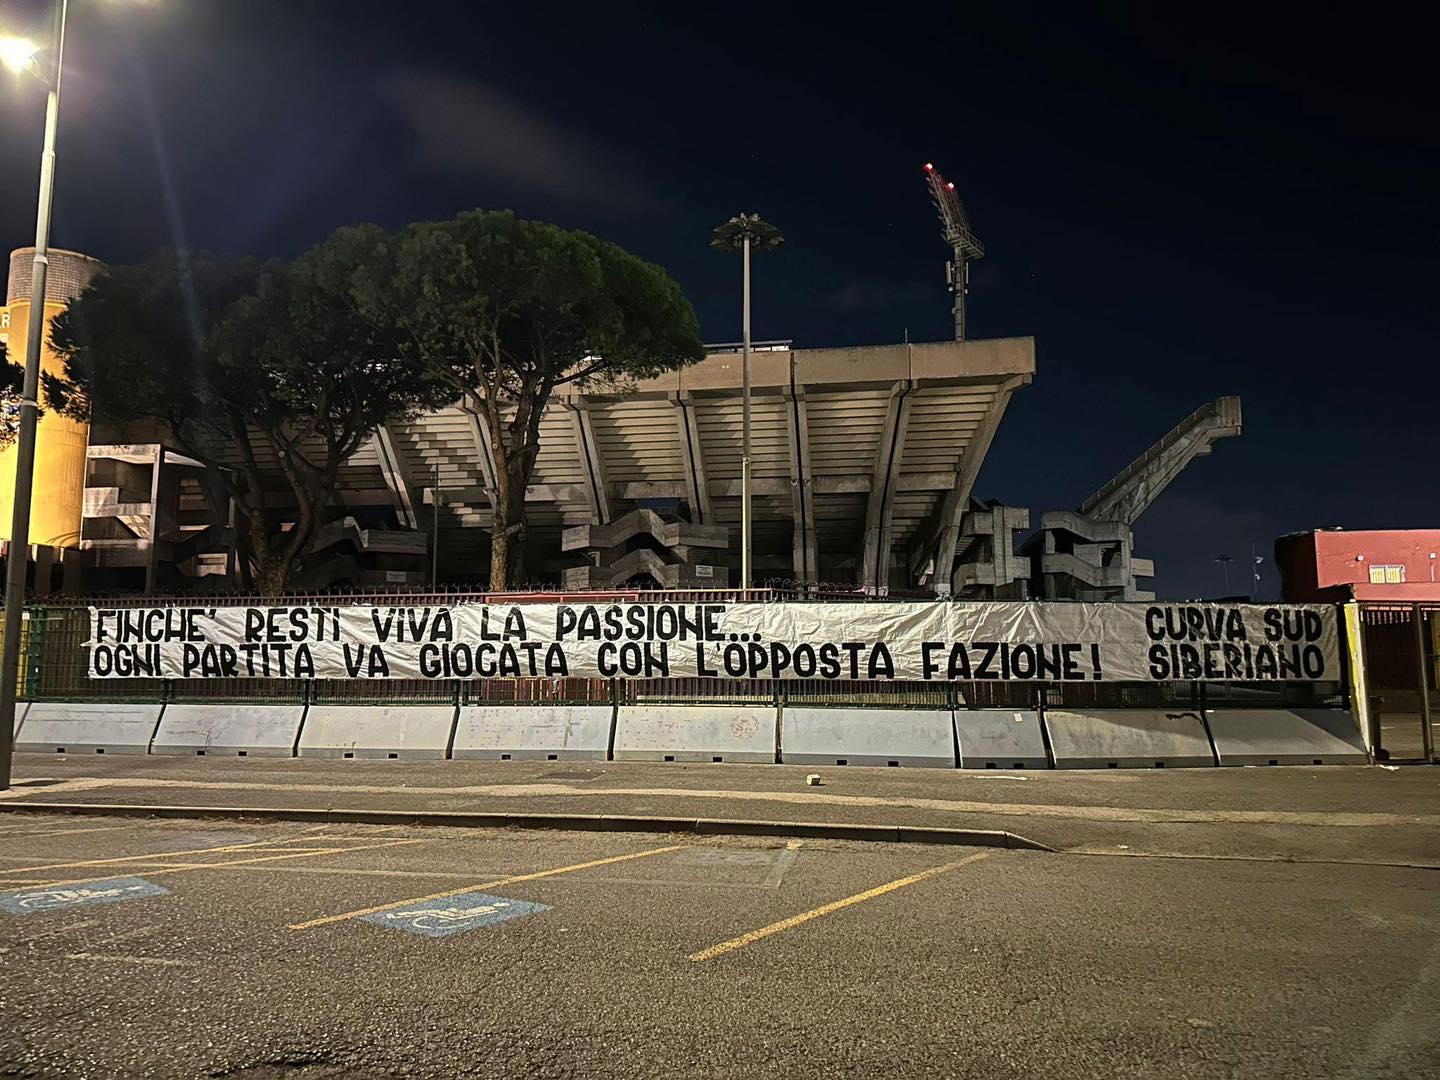 FINCHE' RESTI VIVA LA PASSIONE...
OGNI PARTITA VA GIOCATA CON L'OPPOSTA FAZIONE!
CURVA SUD
SIBERIANO